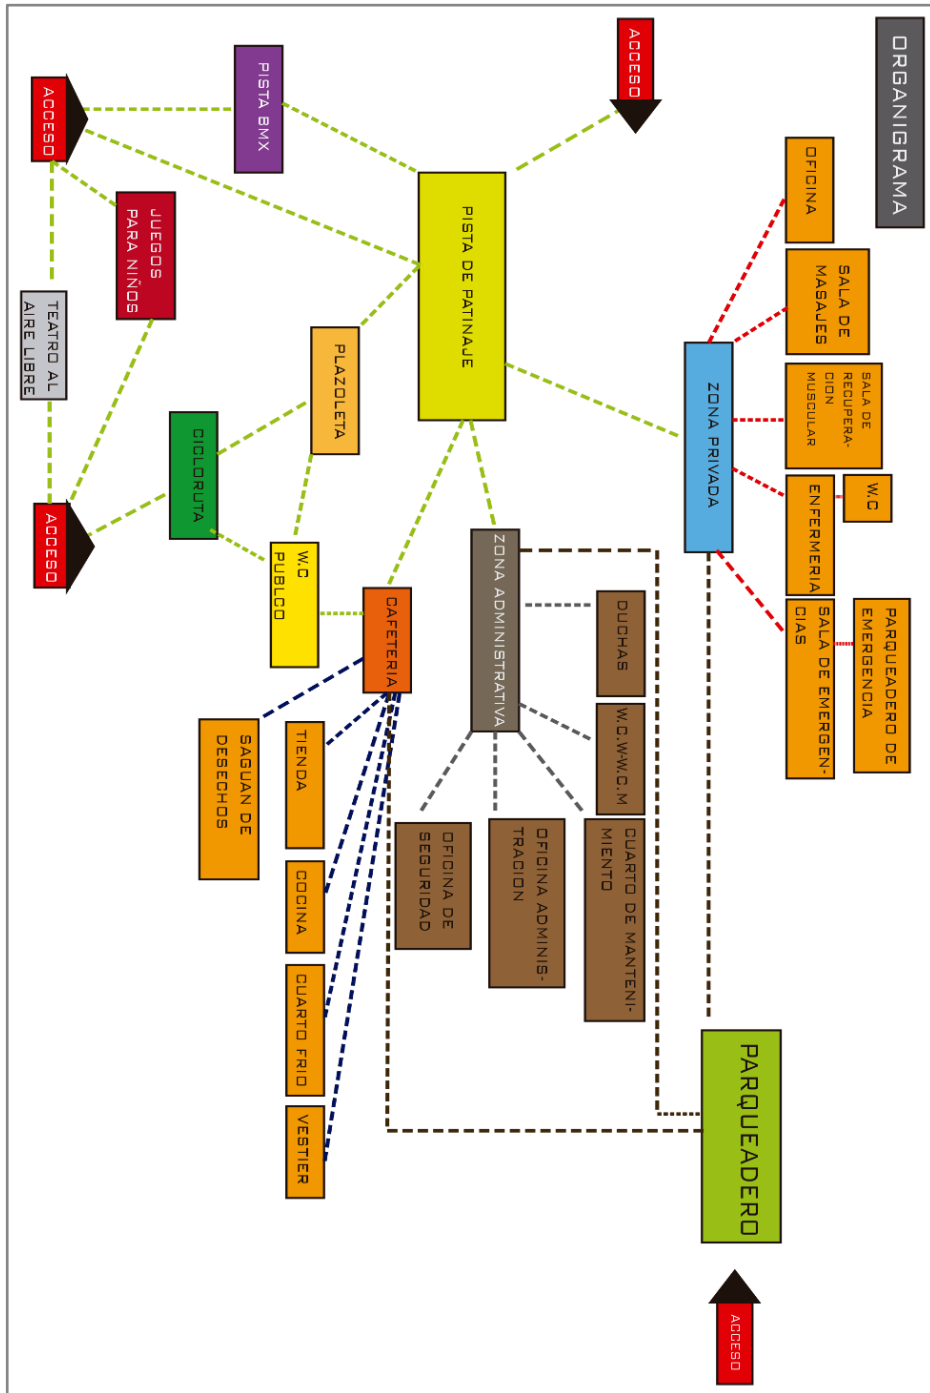 ORGANIGRAMA
W.C
PARQUEADERO DE
EMERGENCIA
OFICINA
SALA DE
MASAJES
SALA DE
RECUPERA-
CION
MUSCULAR
ENFERMERIA
SALA DE EMERGEN-
CIAS
ZONA PRIVADA
PARQUEADERO
ACCESO
ACCESO
DUCHAS
W.C.W-W.C.M
CUARTO DE MANTENI-
MIENTO
PISTA DE PATINAJE
ZONA ADMINISTRATIVA
OFICINA ADMINIS-
TRACION
OFICINA DE
SEGURIDAD
CAFETERIA
PLAZOLETA
W.C
PUBLCO
TIENDA
COCINA
CUARTO FRIO
VESTIER
PISTA BMX
SAGUAN DE
DESECHOS
CICLORUTA
JUEGOS
PARA NIÑOS
ACCESO
TEATRO AL
AIRE LIBRE
ACCESO